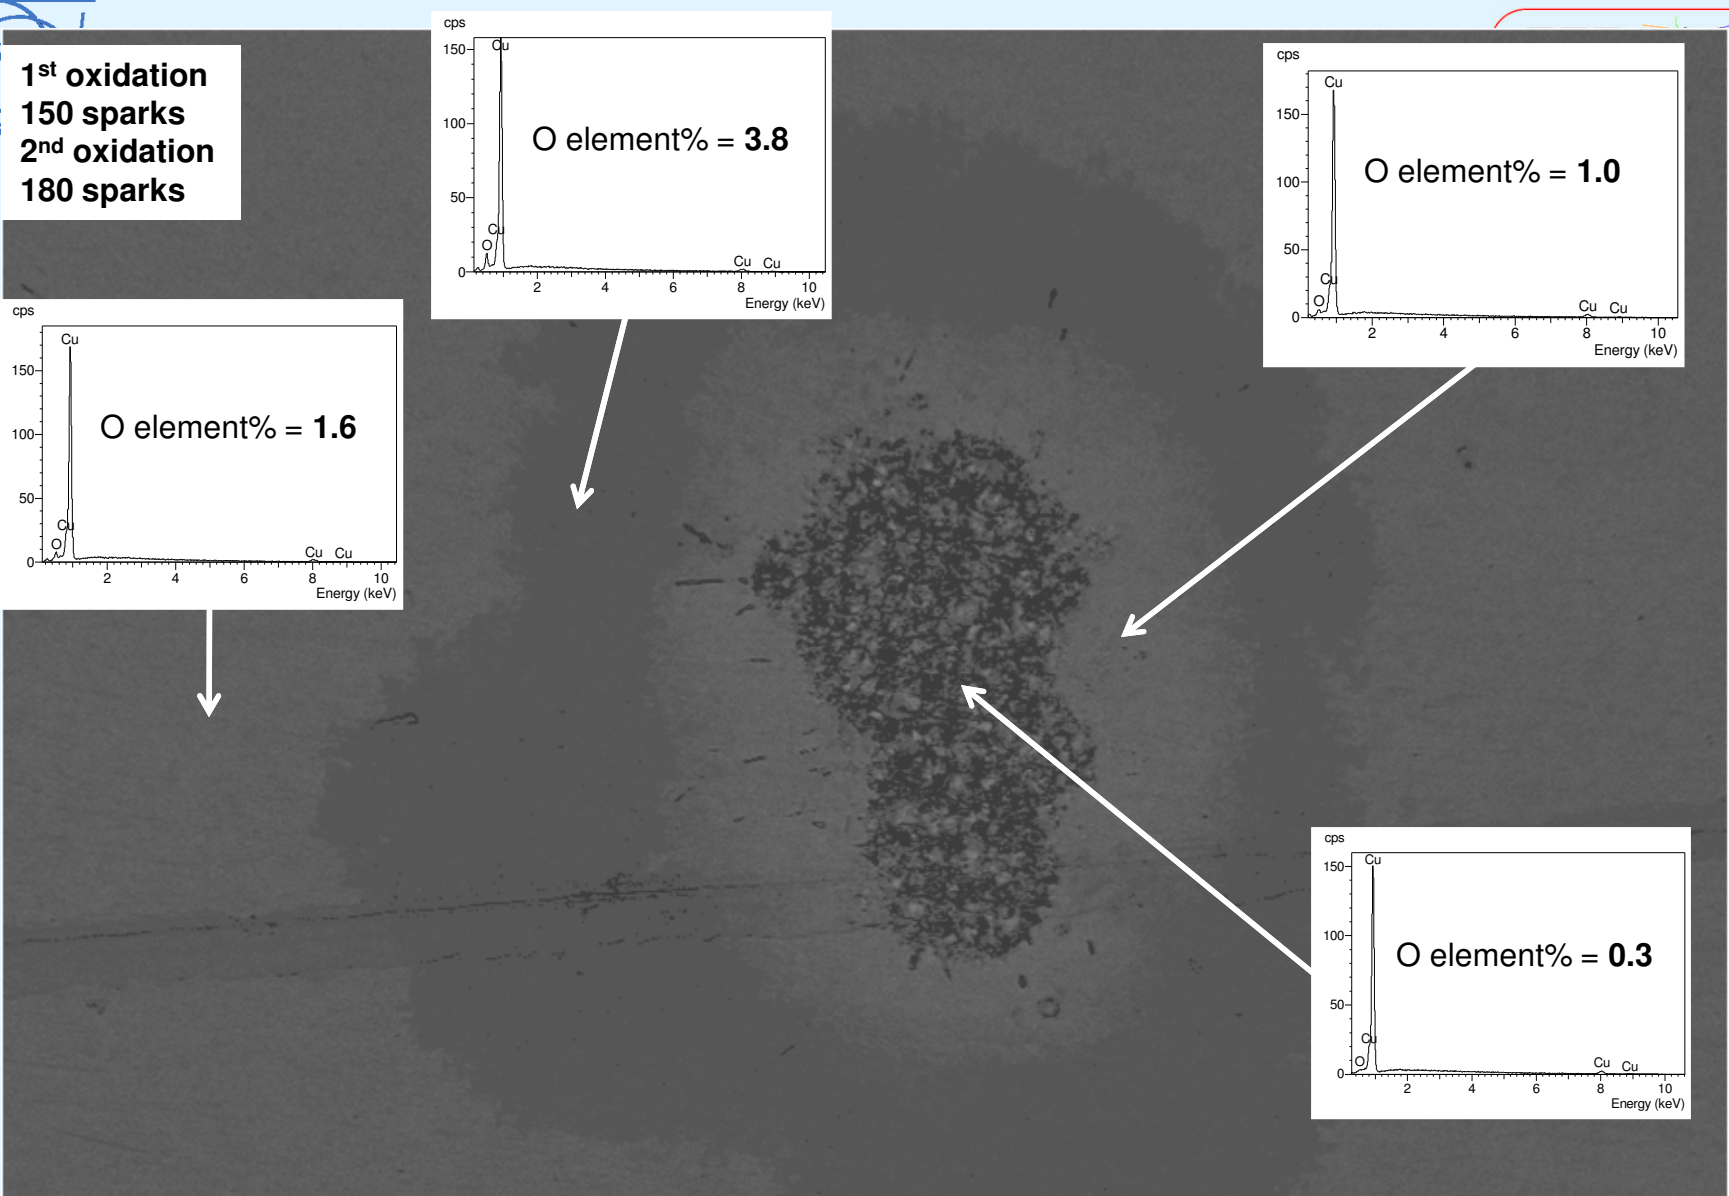 1st oxidation
150 sparks
2nd oxidation
180 sparks
cps
Cu
150
100
50
0
O element% = 3.8
Cu
O
Cu
Cu
2
4
6
8
10
Energy (keV)
cps
Cu
150
100
50
0
O element% = 1.0
Cu
O
Cu
Cu
2
4
6
8
10
Energy (keV)
cps
Cu
150
100
50
0
O element% = 1.6
Cu
O
Cu
Cu
2
4
6
8
10
Energy (keV)
cps
Cu
150
100
50
0
O element% = 0.3
Cu
O
Cu
Cu
2
4
6
8
10
Energy (keV)